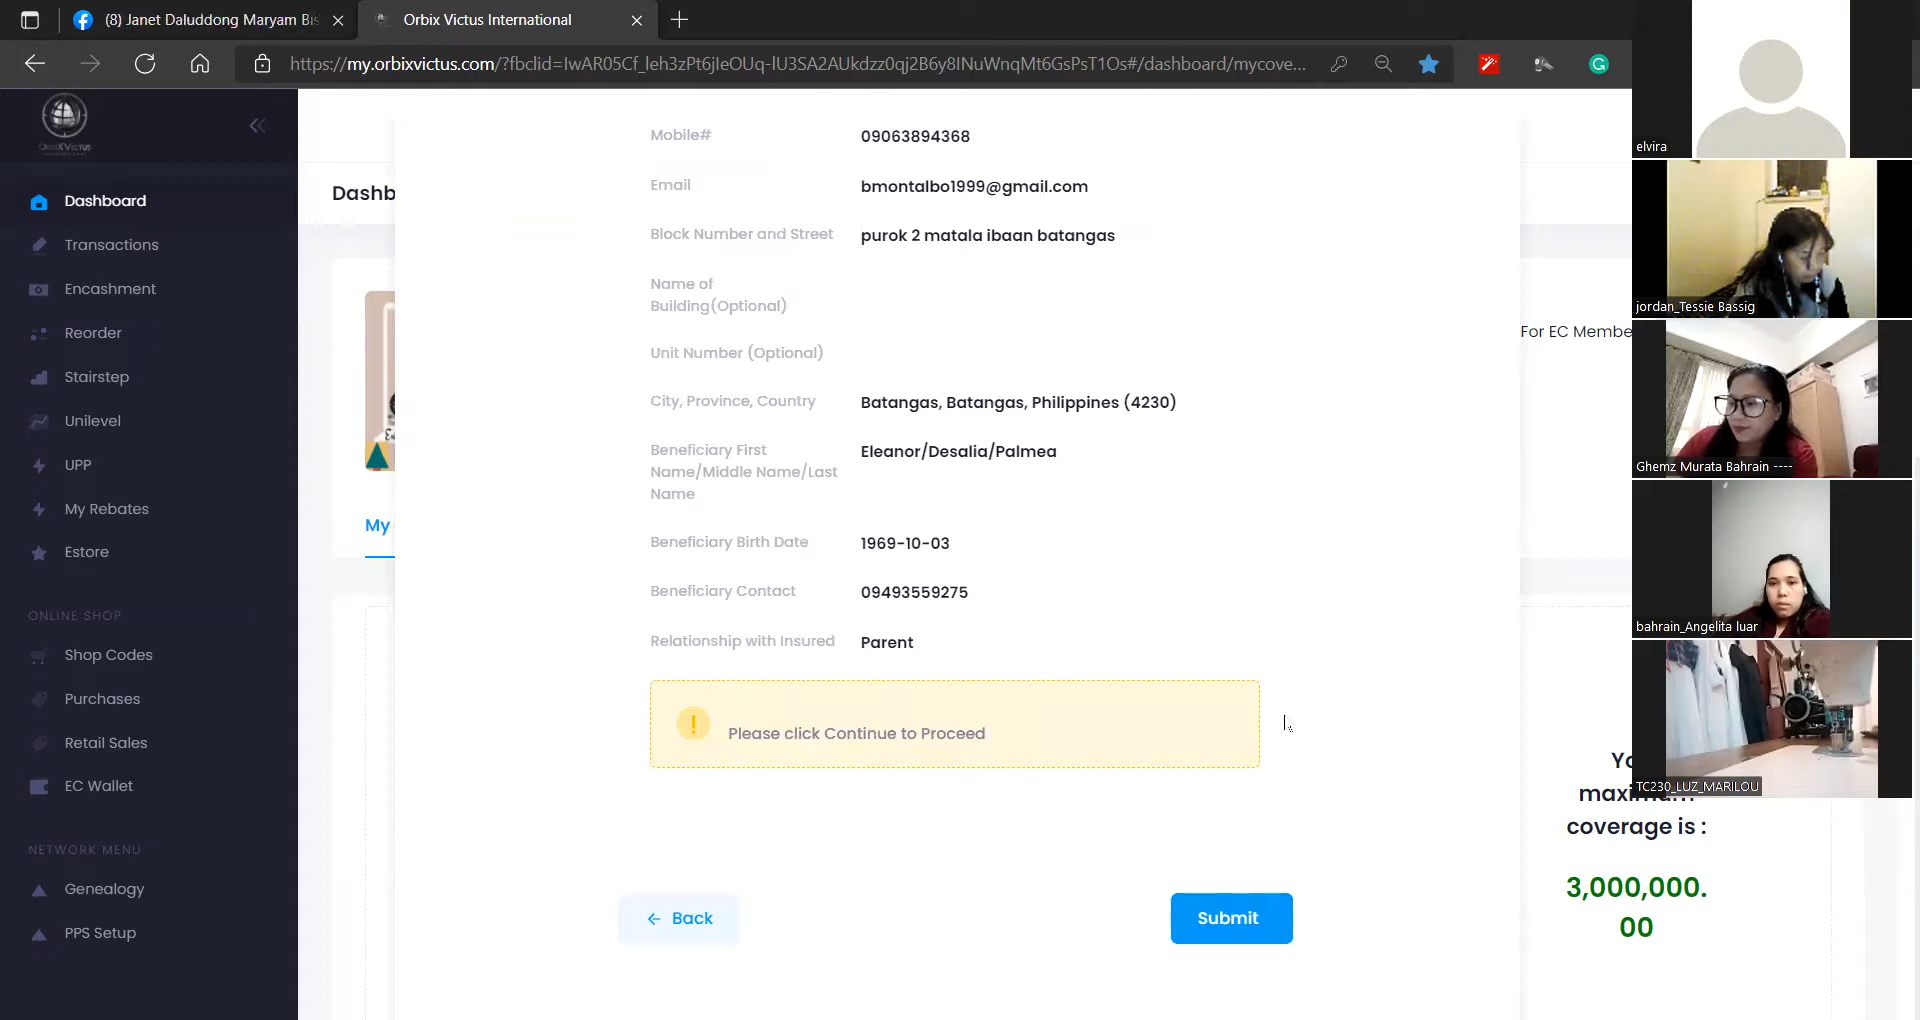 (8) Janet Daluddong Maryam Bis
Orbix Victus International
https://my.orbixvictus.com/?fbclid=IwAR05Cf_Ieh3zPt6jIeOUq-lU3SA2AUkdzz0qj2B6y8INuWnqMt6GsPsT1Os#/dashboard/mycove...
Dashboard
Transactions
Encashment
Reorder
Stairstep
Unilevel
UPP
My Rebates
Estore
ONLINE SHOP
Shop Codes
Purchases
Retail Sales
EC Wallet
NETWORK MENU
Genealogy
PPS Setup
Dashb
My
Mobile# 09063894368
Email bmontalbo1999@gmail.com
Block Number and Street purok 2 matala ibaan batangas
Name of
Building(Optional)
Unit Number (Optional)
City, Province, Country Batangas, Batangas, Philippines (4230)
Beneficiary First Eleanor/Desalia/Palmea
Name/Middle Name/Last
Name
Beneficiary Birth Date 1969-10-03
Beneficiary Contact 09493559275
Relationship with Insured Parent
Please click Continue to Proceed
Back
Submit
For EC Membe
coverage is :
3,000,000.
00
elvira
jordan_Tessie Bassig
Ghemz Murata Bahrain ----
bahrain_Angelita luar
TC230_LUZ_MARILOU